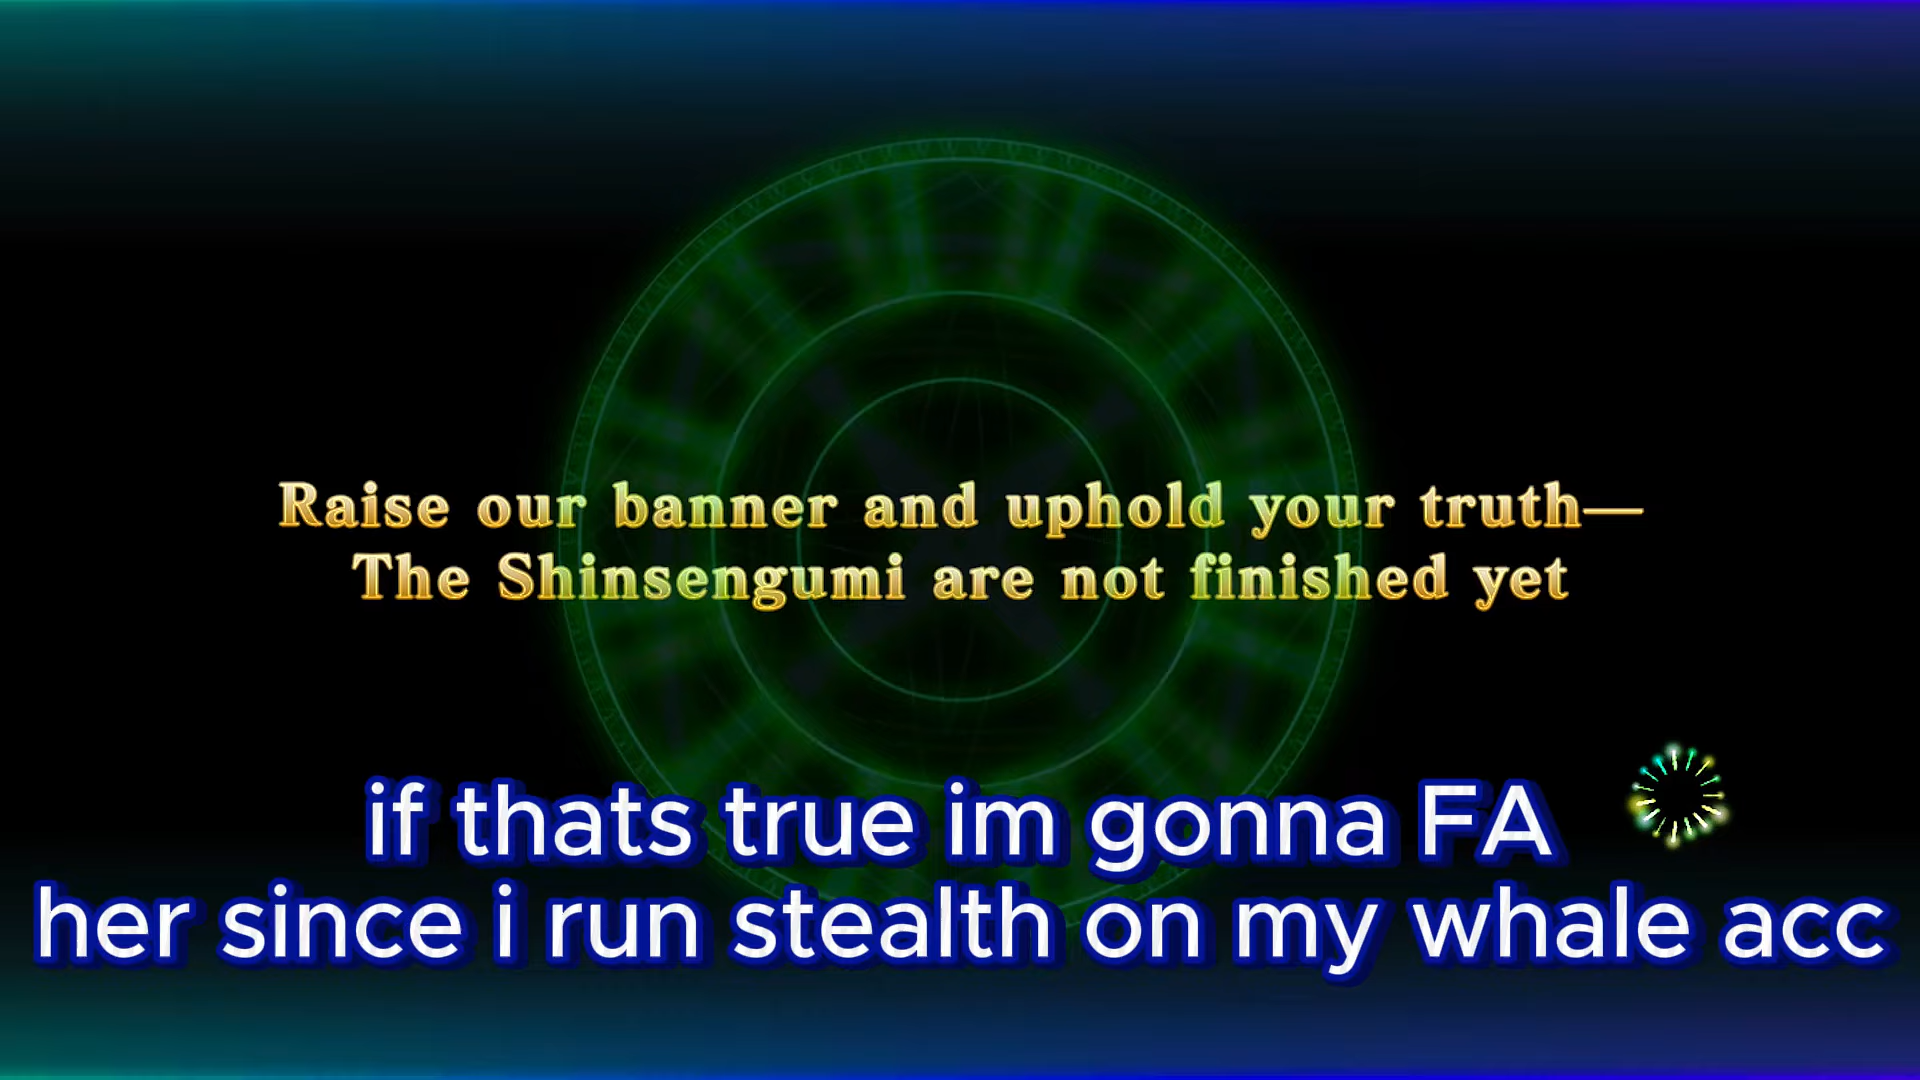 Raise our banner and uphold your truth—
The Shinsengumi are not finished yet
if thats true im gonna FA
her since i run stealth on my whale acc